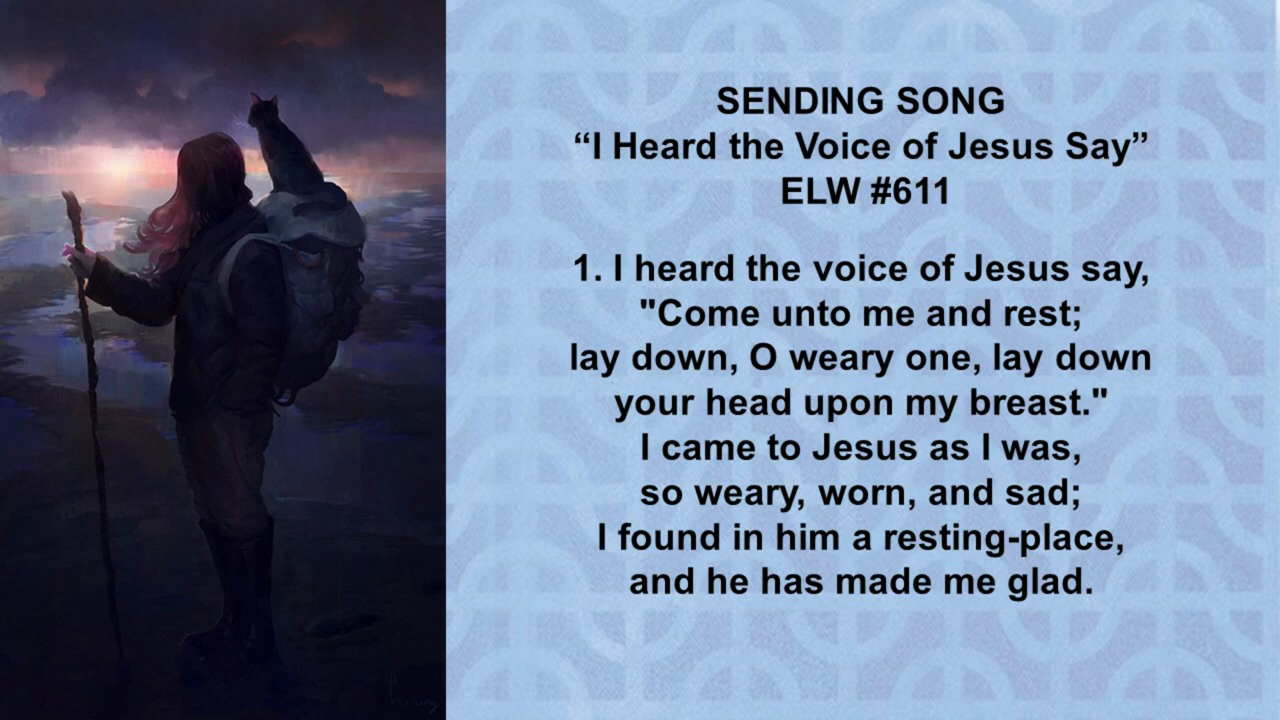 SENDING SONG
“I Heard the Voice of Jesus Say”
ELW #611
1. I heard the voice of Jesus say,
"Come unto me and rest;
lay down, O weary one, lay down
your head upon my breast."
I came to Jesus as I was,
so weary, worn, and sad;
I found in him a resting-place,
and he has made me glad.